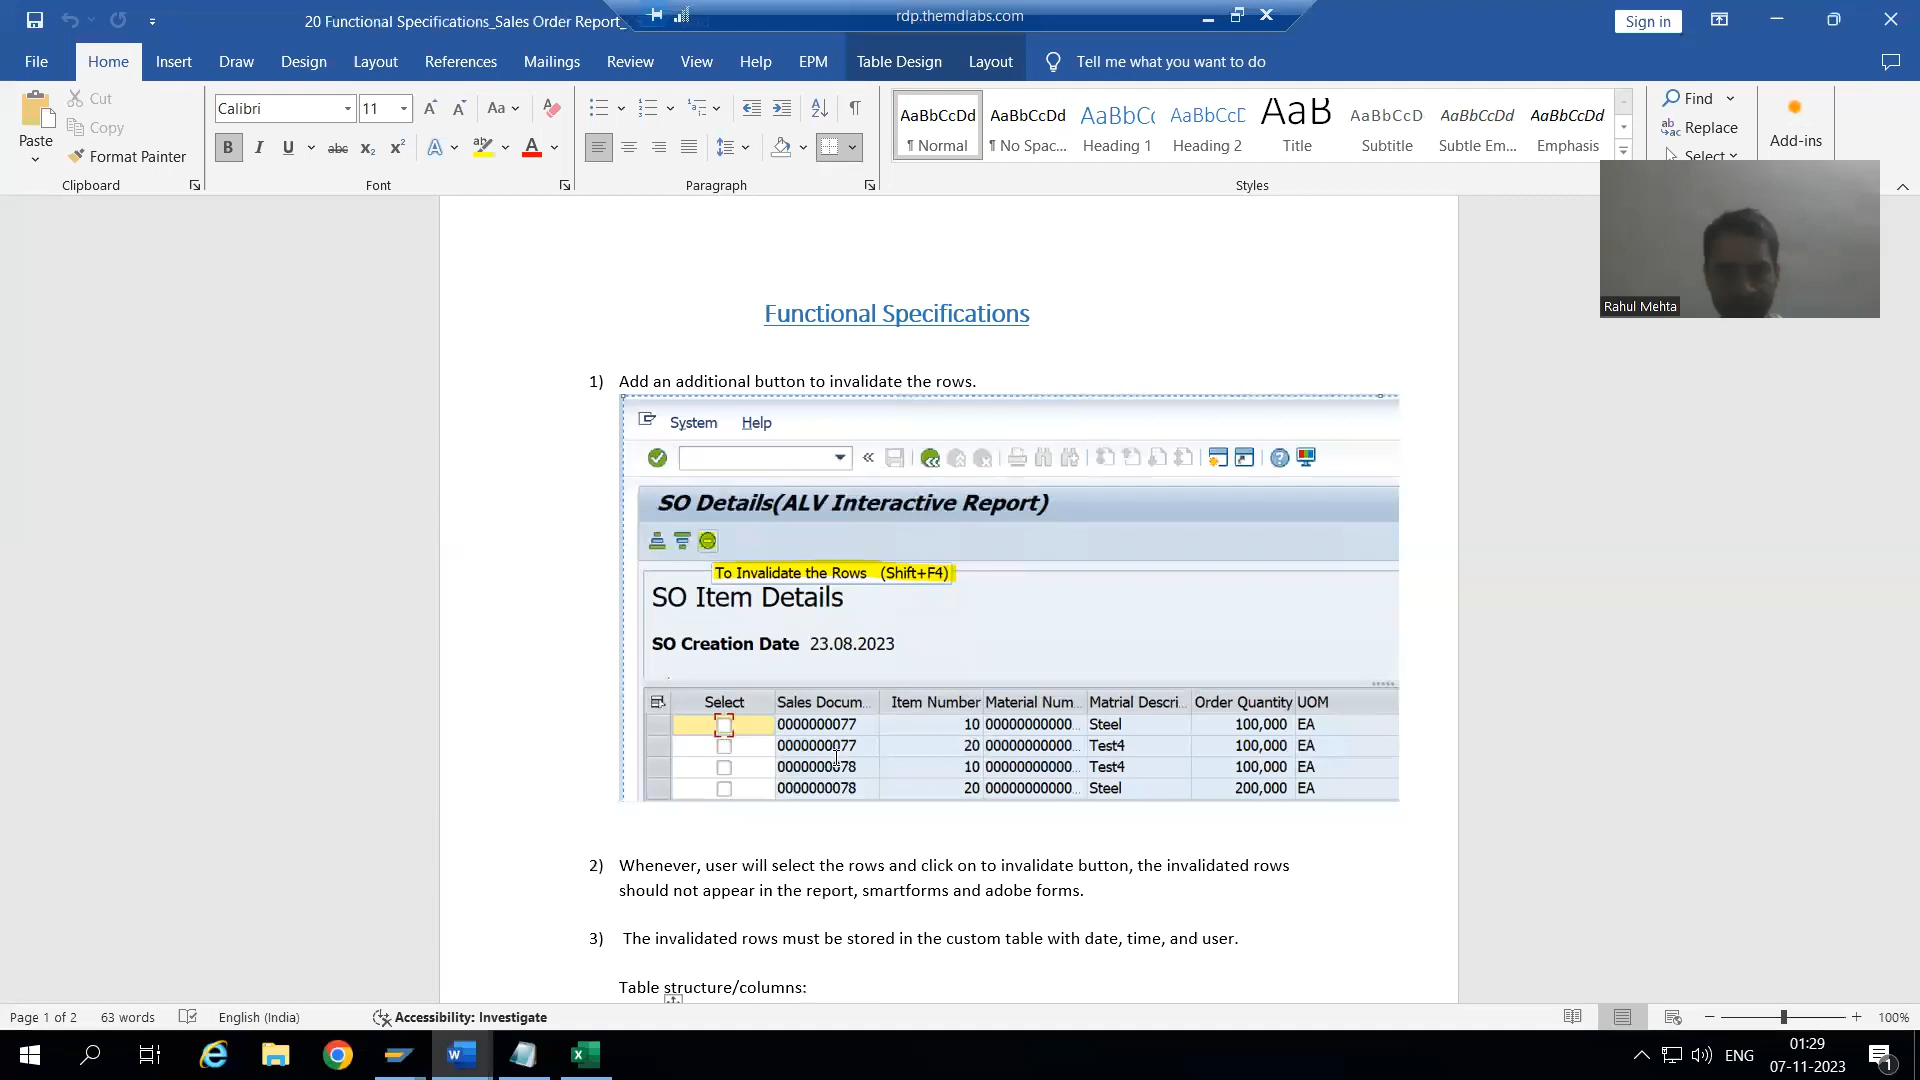 20 Functional Specifications_Sales Order Report_
rdp.themdlabs.com
Sign in
File Home Insert Draw Design Layout References Mailings Review View Help EPM Table Design Layout Tell me what you want to do
Paste
Cut
Copy
Format Painter
Clipboard
Calibri 11
Font
Paragraph
AaBbCcDd AaBbCcDd AaBbC AaBbCcD AaB AaBbCcD AaBbCcDd AaBbCcDd
¶ Normal ¶ No Spac... Heading 1 Heading 2 Title Subtitle Subtle Em... Emphasis
Styles
Find
Replace
Select
Add-ins
Rahul Mehta
Functional Specifications
1) Add an additional button to invalidate the rows.
System Help
SO Details(ALV Interactive Report)
To Invalidate the Rows (Shift+F4)
SO Item Details
SO Creation Date 23.08.2023
Select Sales Docum... Item Number Material Num... Matrial Descri... Order Quantity UOM
0000000077 10 00000000000... Steel 100,000 EA
0000000077 20 00000000000... Test4 100,000 EA
0000000078 10 00000000000... Test4 100,000 EA
0000000078 20 00000000000... Steel 200,000 EA
2) Whenever, user will select the rows and click on to invalidate button, the invalidated rows
should not appear in the report, smartforms and adobe forms.
3) The invalidated rows must be stored in the custom table with date, time, and user.
Table structure/columns:
Page 1 of 2 63 words English (India) Accessibility: Investigate 100%
ENG
01:29
07-11-2023
1